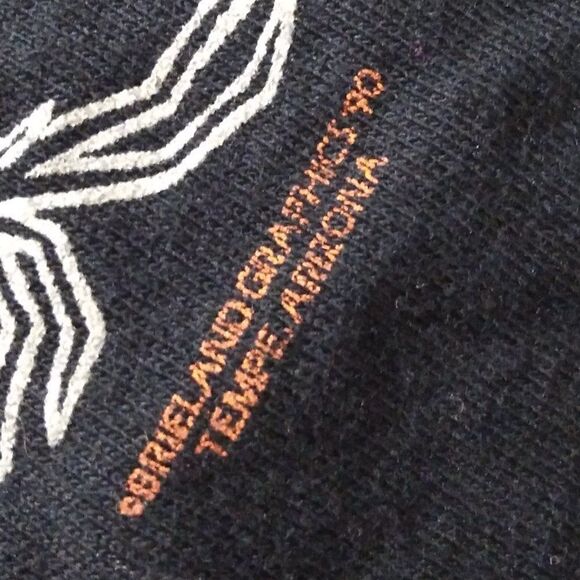 ©BRIELAND GRAPHICS '90
TEMPE, ARIZONA